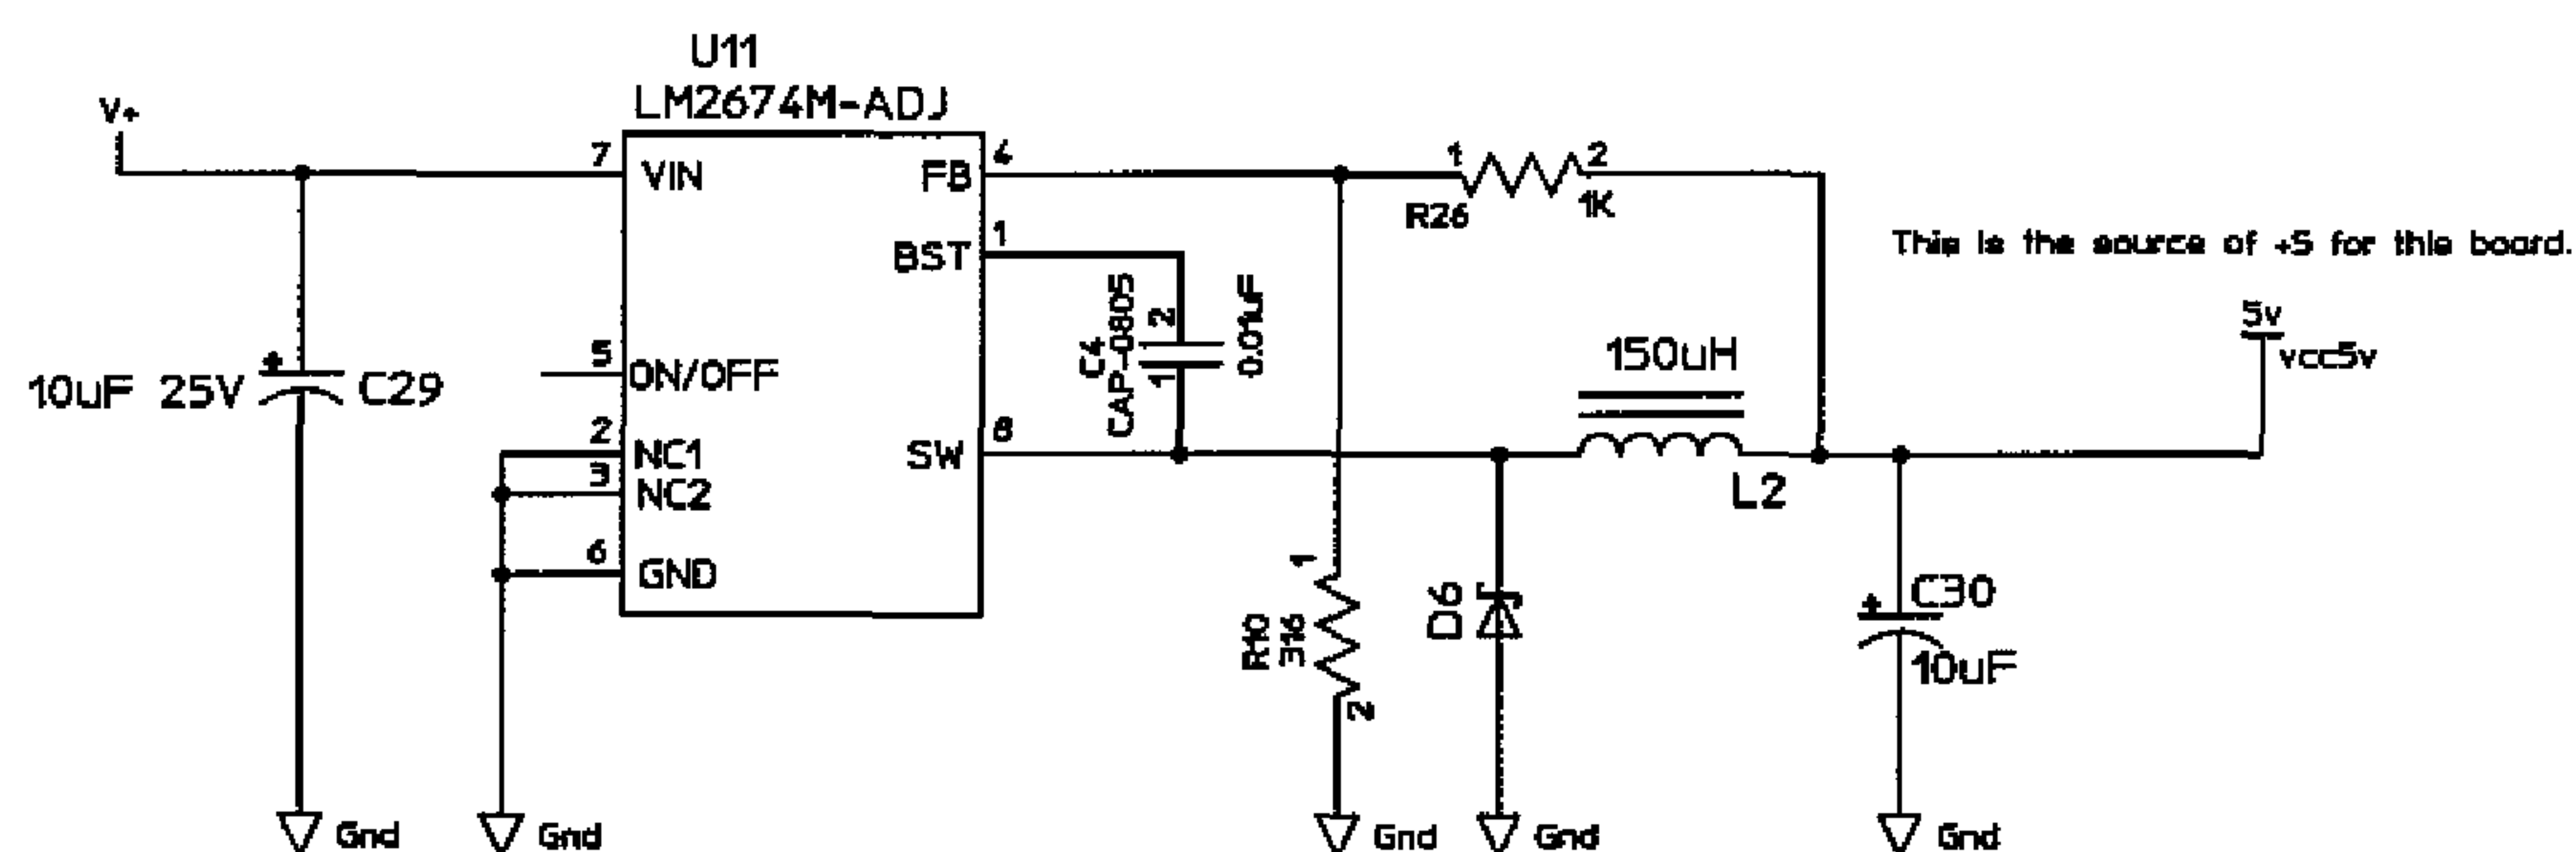 U11
LM2674M-ADJ
V+
7
VIN
FB
4
1
R26
2
1K
BST
1
This is the source of +5 for this board.
C4
CAP-0805
2
1
0.01uF
5v
vcc5v
10uF 25V
+
C29
5
ON/OFF
150uH
2
NC1
3
NC2
SW
8
L2
6
GND
1
R10
316
2
D6
+
C30
10uF
Gnd
Gnd
Gnd
Gnd
Gnd